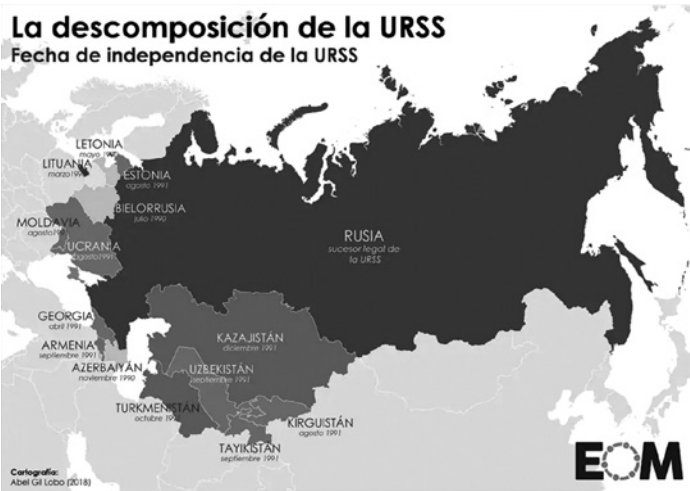 La descomposición de la URSS
Fecha de independencia de la URSS
LETONIA
mayo
LITUANIA
marzo
ESTONIA
agosto 1991
BIELORRUSIA
julio 1990
MOLDAVIA
agosto
UCRANIA
agosto 1991
RUSIA
sucesor legal de
la URSS
GEORGIA
abril 1991
ARMENIA
septiembre 1991
AZERBAIYÁN
noviembre 1990
KAZAJISTÁN
diciembre 1991
UZBEKISTÁN
septiembre 1991
TURKMENISTÁN
octubre
KIRGUISTÁN
agosto 1991
TAYIKISTÁN
septiembre 1991
Cartografía:
Abel Gil Lobo (2018)
EOM